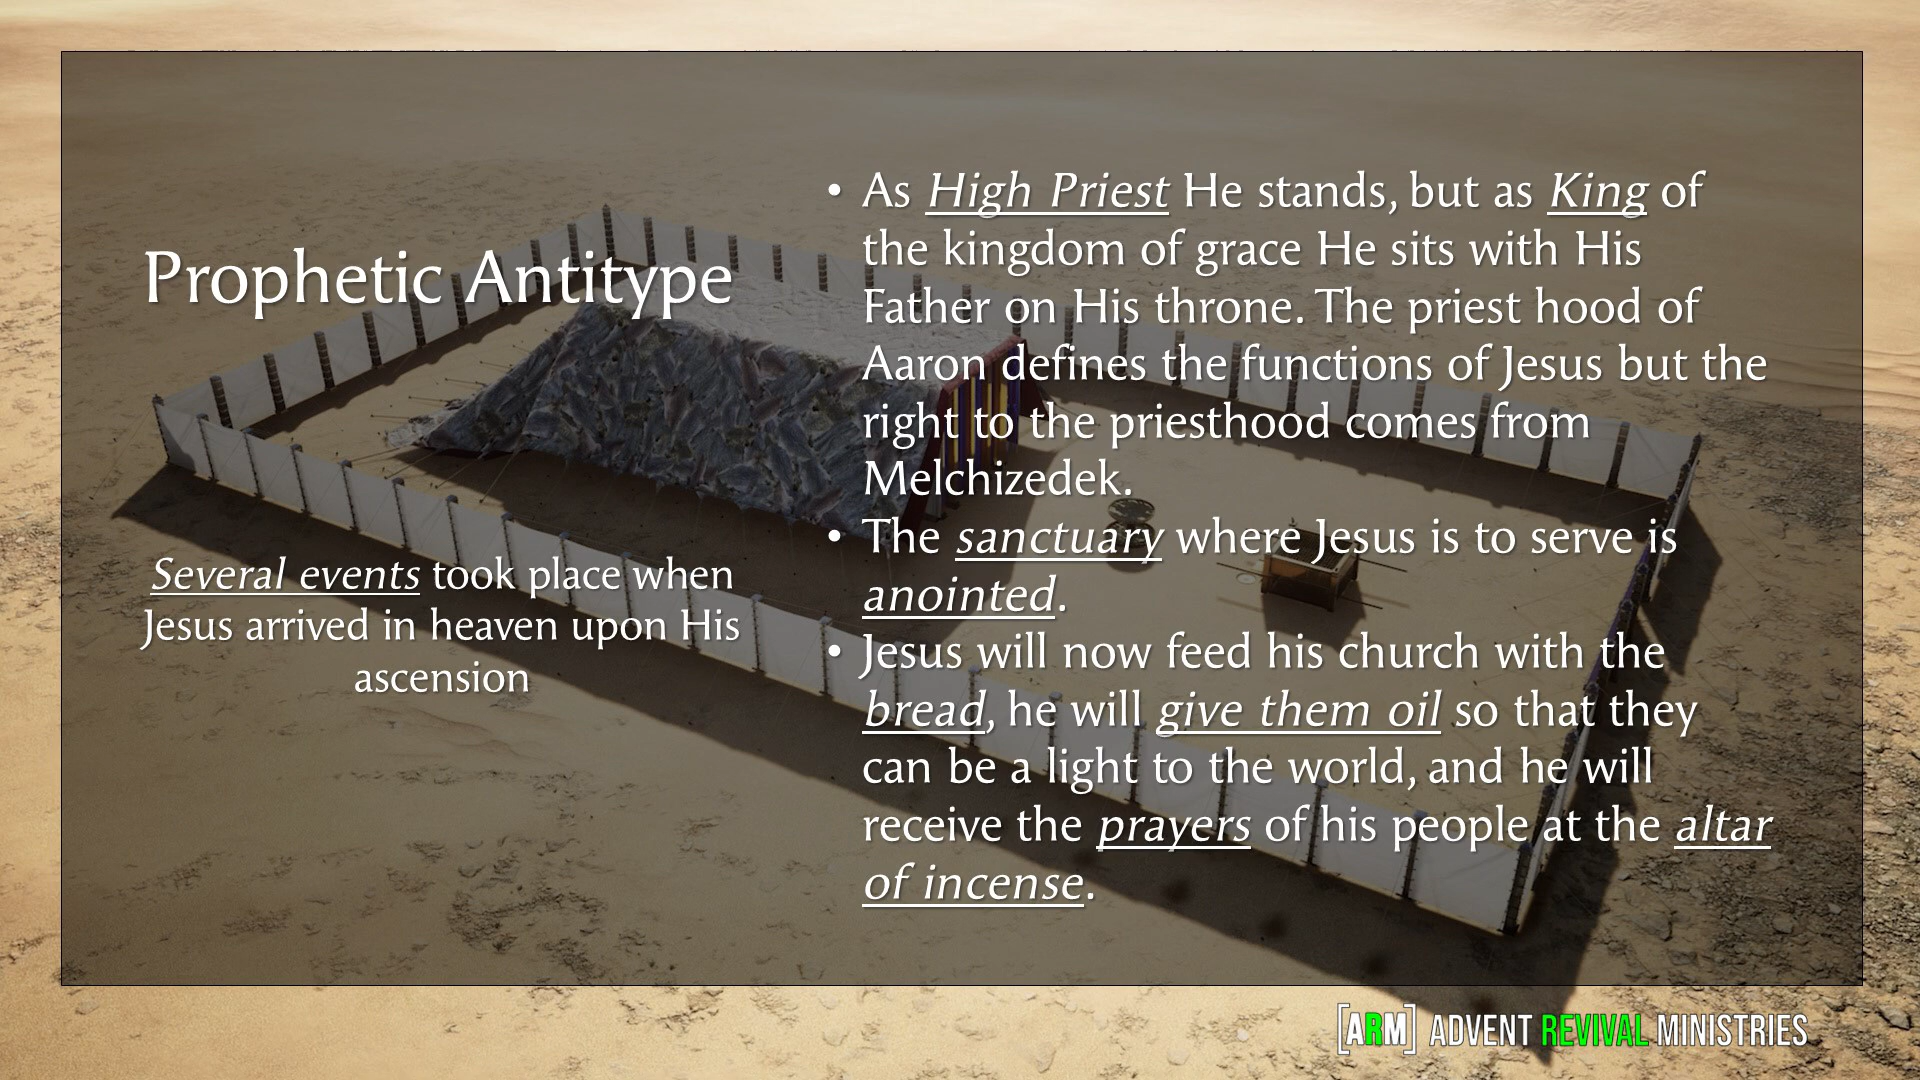 Prophetic Antitype
Several events took place when
Jesus arrived in heaven upon His
ascension
• As High Priest He stands, but as King of
the kingdom of grace He sits with His
Father on His throne. The priest hood of
Aaron defines the functions of Jesus but the
right to the priesthood comes from
Melchizedek.
• The sanctuary where Jesus is to serve is
anointed.
• Jesus will now feed his church with the
bread, he will give them oil so that they
can be a light to the world, and he will
receive the prayers of his people at the altar
of incense.
[ARM] ADVENT REVIVAL MINISTRIES